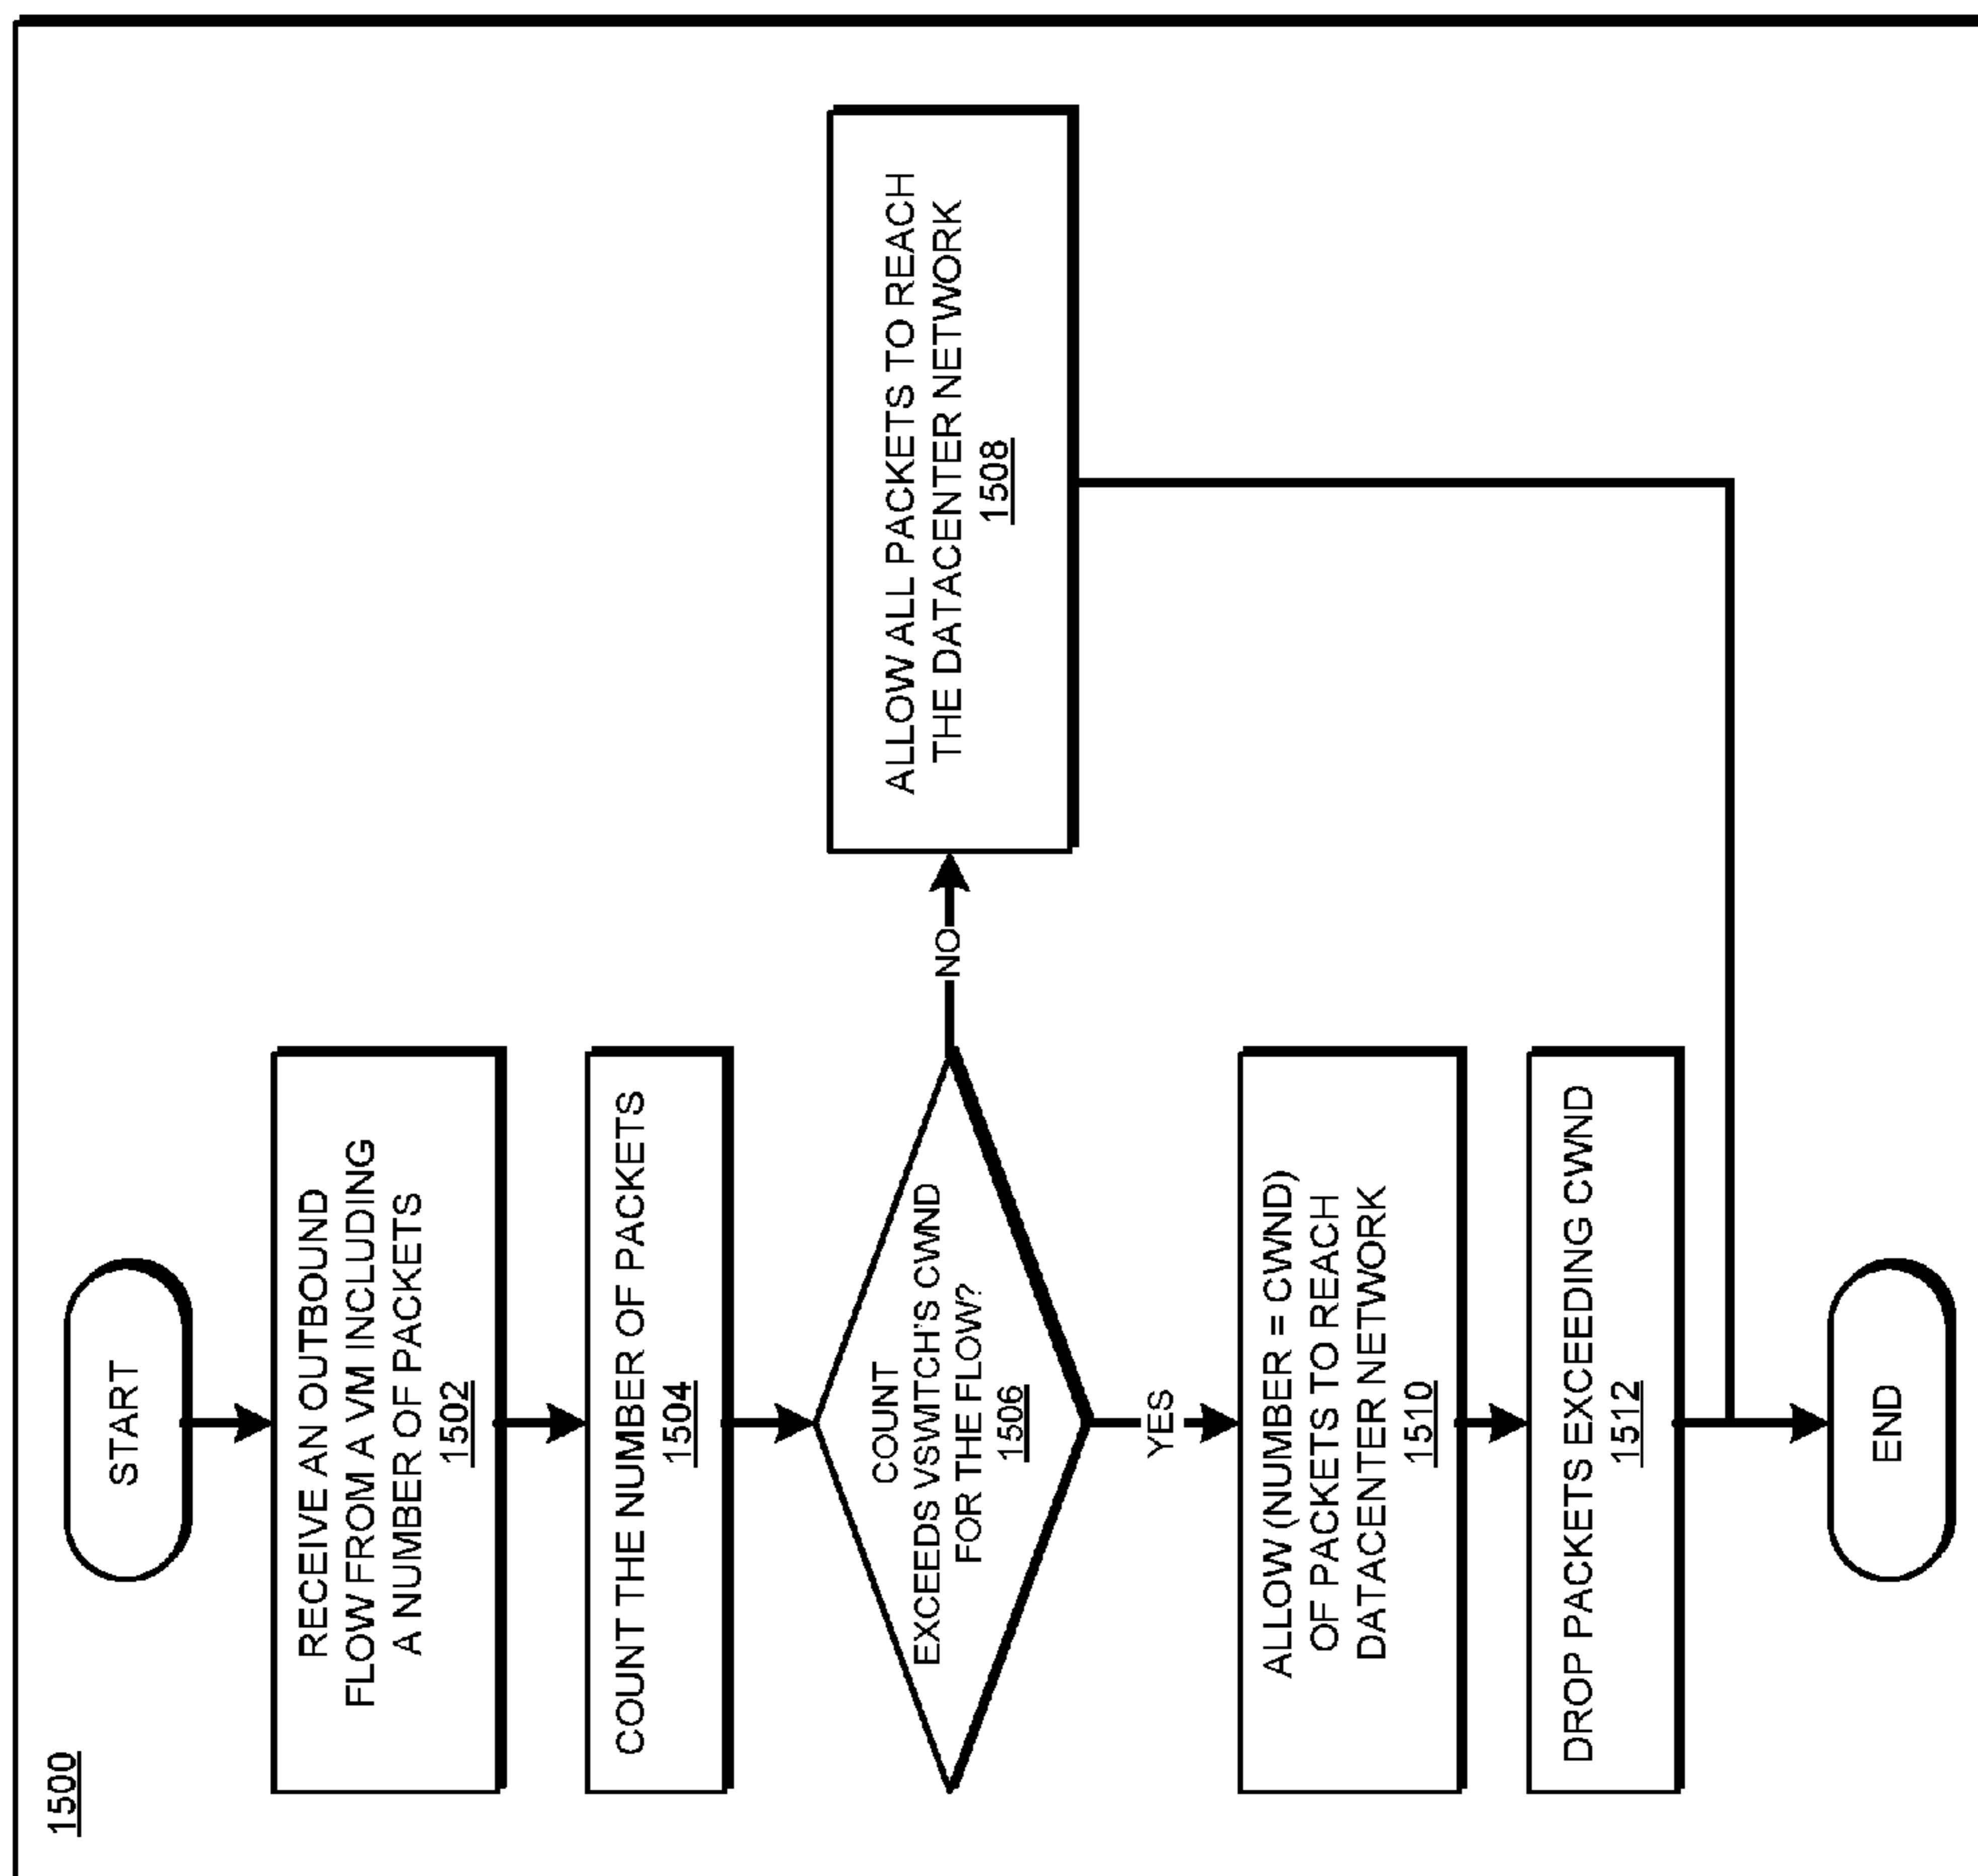 1500
START
RECEIVE AN OUTBOUND
FLOW FROM A VM INCLUDING
A NUMBER OF PACKETS
1502
COUNT THE NUMBER OF PACKETS
1504
COUNT
EXCEEDS VSWITCH'S CWND
FOR THE FLOW?
1506
NO
ALLOW ALL PACKETS TO REACH
THE DATACENTER NETWORK
1508
YES
ALLOW (NUMBER = CWND)
OF PACKETS TO REACH
DATACENTER NETWORK
1510
DROP PACKETS EXCEEDING CWND
1512
END